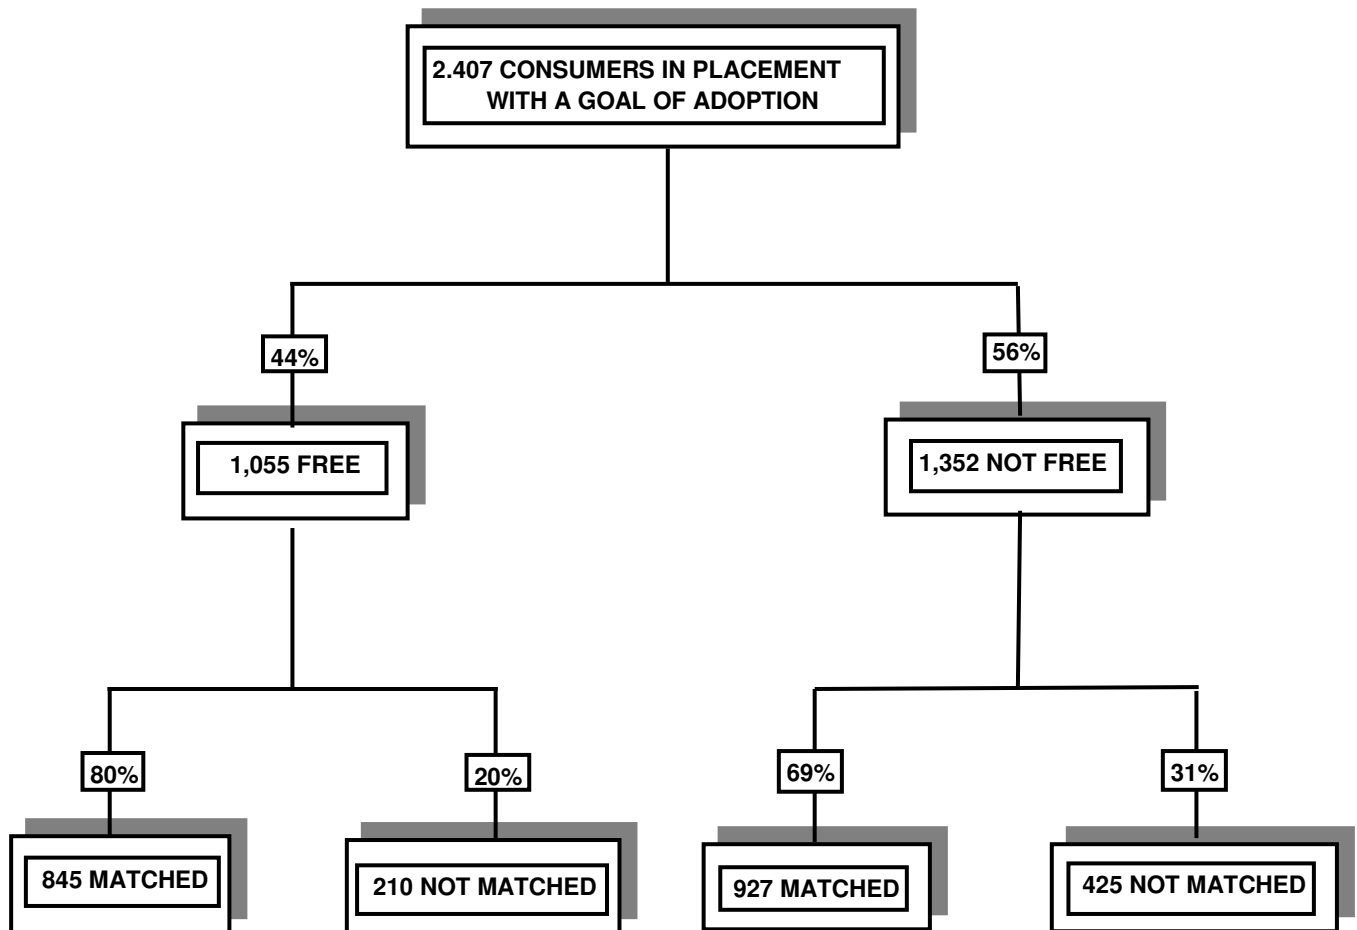 2.407 CONSUMERS IN PLACEMENT
WITH A GOAL OF ADOPTION
44%
56%
1,055 FREE
1,352 NOT FREE
80%
20%
69%
31%
845 MATCHED
210 NOT MATCHED
927 MATCHED
425 NOT MATCHED